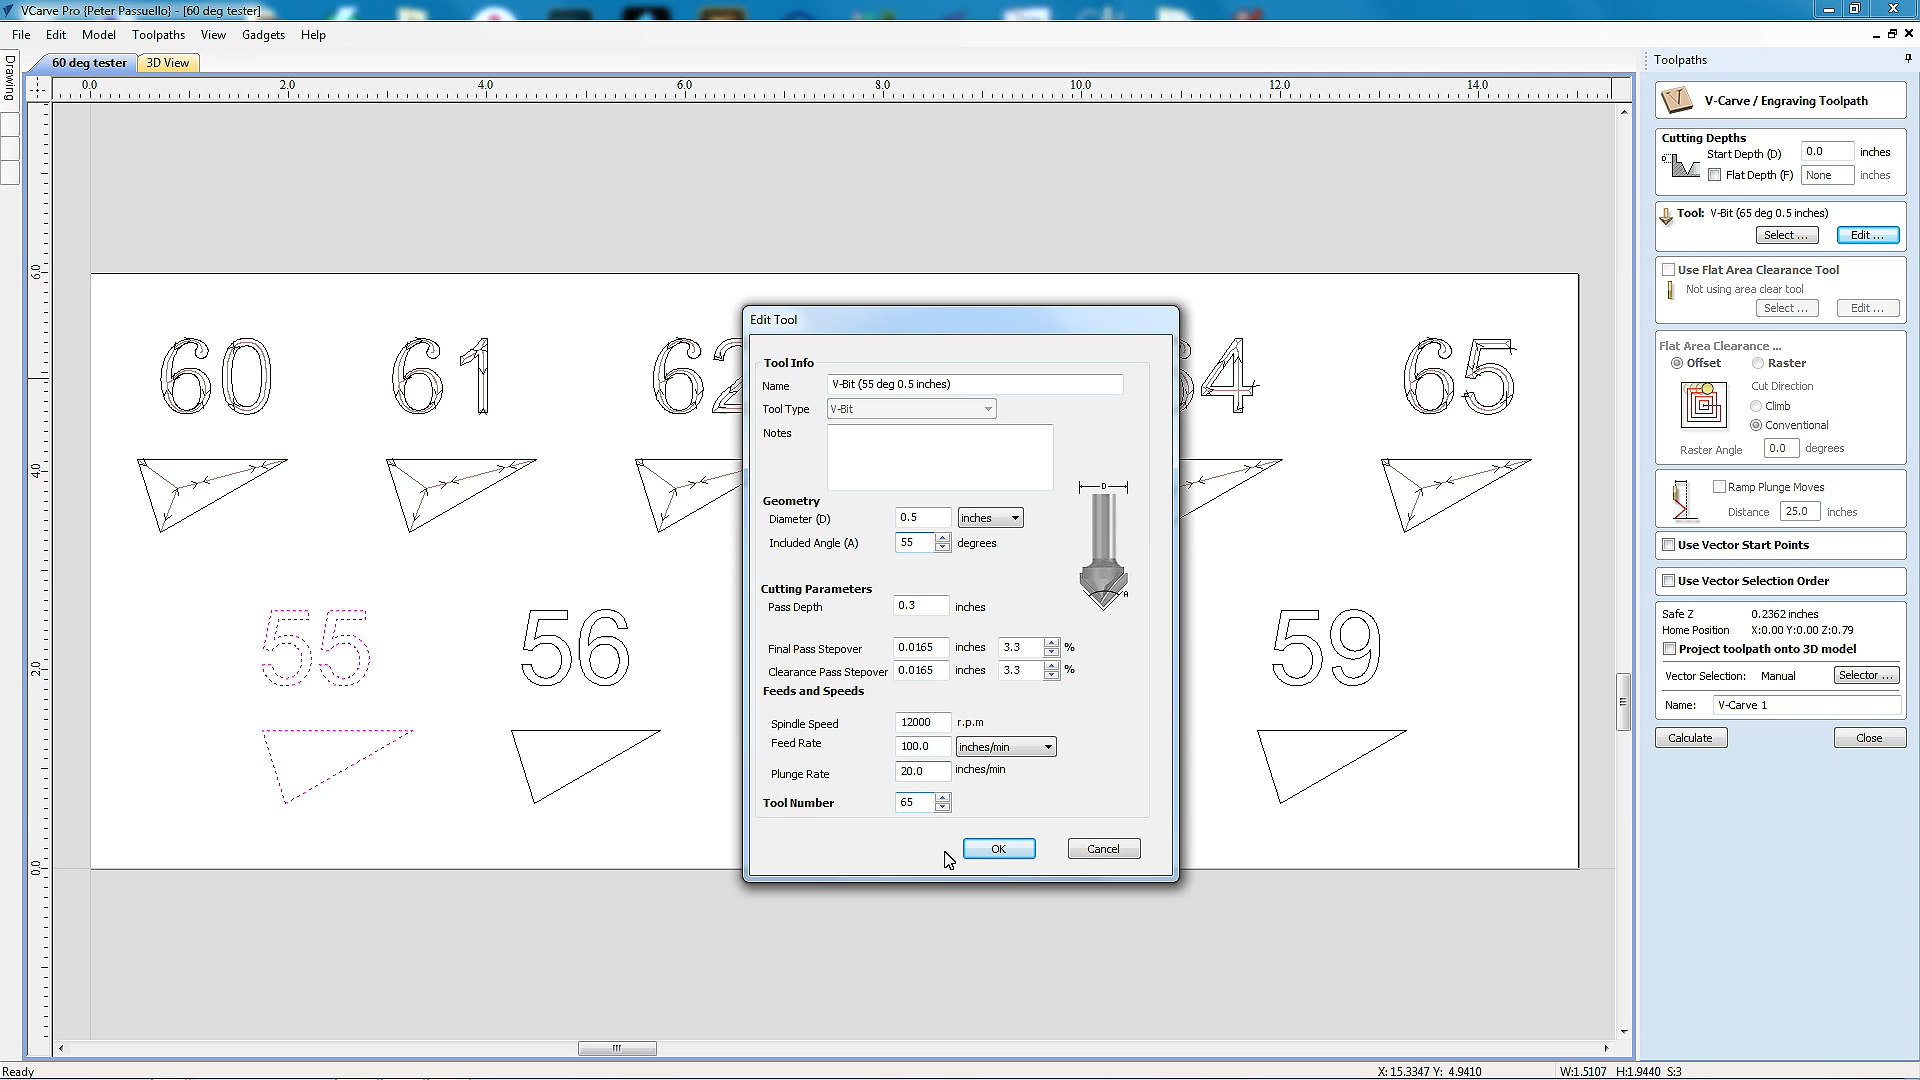 VCarve Pro {Peter Passuello} - [60 deg tester]
File Edit Model Toolpaths View Gadgets Help
Drawing
60 deg tester 3D View
0.0 2.0 4.0 6.0 8.0 10.0 12.0 14.0
6.0
4.0
2.0
0.0
60 61 62 64 65
55 56 59
Edit Tool
Tool Info
Name V-Bit (55 deg 0.5 inches)
Tool Type V-Bit
Notes
Geometry
Diameter (D) 0.5 inches
Included Angle (A) 55 degrees
D
A
Cutting Parameters
Pass Depth 0.3 inches
Final Pass Stepover 0.0165 inches 3.3 %
Clearance Pass Stepover 0.0165 inches 3.3 %
Feeds and Speeds
Spindle Speed 12000 r.p.m
Feed Rate 100.0 inches/min
Plunge Rate 20.0 inches/min
Tool Number 65
OK Cancel
Toolpaths
V-Carve / Engraving Toolpath
Cutting Depths
Start Depth (D) 0.0 inches
Flat Depth (F) None inches
Tool: V-Bit (65 deg 0.5 inches)
Select ... Edit ...
Use Flat Area Clearance Tool
Not using area clear tool
Select ... Edit ...
Flat Area Clearance ...
Offset Raster
Cut Direction
Climb
Conventional
Raster Angle 0.0 degrees
Ramp Plunge Moves
Distance 25.0 inches
Use Vector Start Points
Use Vector Selection Order
Safe Z 0.2362 inches
Home Position X:0.00 Y:0.00 Z:0.79
Project toolpath onto 3D model
Vector Selection: Manual Selector ...
Name: V-Carve 1
Calculate Close
Ready X: 15.3347 Y: 4.9410 W:1.5107 H:1.9440 S:3